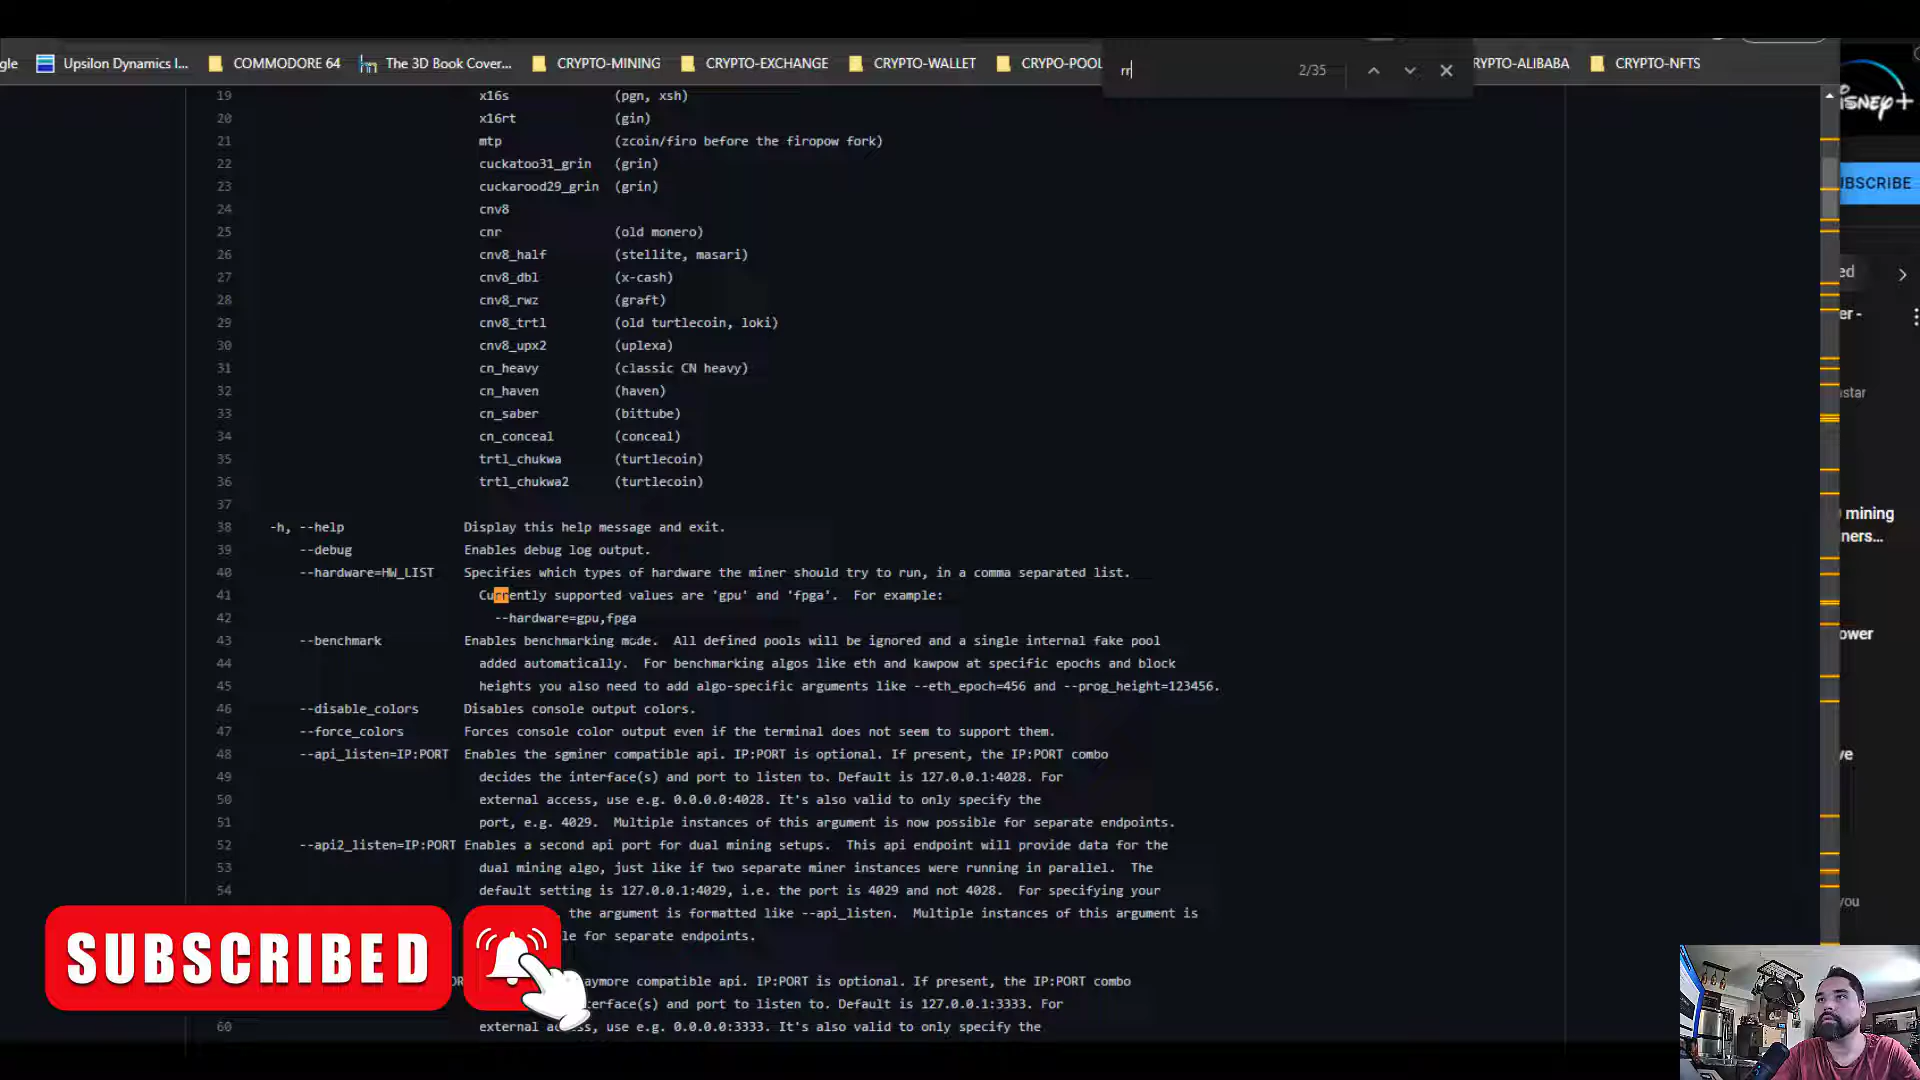 gle Upsilon Dynamics I... COMMODORE 64 The 3D Book Cover... CRYPTO-MINING CRYPTO-EXCHANGE CRYPTO-WALLET CRYPO-POOL rr 2/35 RYPTO-ALIBABA CRYPTO-NFTS
19 x16s (pgn, xsh)
20 x16rt (gin)
21 mtp (zcoin/firo before the firopow fork)
22 cuckatoo31_grin (grin)
23 cuckarood29_grin (grin)
24 cnv8
25 cnr (old monero)
26 cnv8_half (stellite, masari)
27 cnv8_dbl (x-cash)
28 cnv8_rwz (graft)
29 cnv8_trtl (old turtlecoin, loki)
30 cnv8_upx2 (uplexa)
31 cn_heavy (classic CN heavy)
32 cn_haven (haven)
33 cn_saber (bittube)
34 cn_conceal (conceal)
35 trtl_chukwa (turtlecoin)
36 trtl_chukwa2 (turtlecoin)
37
38 -h, --help Display this help message and exit.
39 --debug Enables debug log output.
40 --hardware=HW_LIST Specifies which types of hardware the miner should try to run, in a comma separated list.
41 Currently supported values are 'gpu' and 'fpga'. For example:
42 --hardware=gpu,fpga
43 --benchmark Enables benchmarking mode. All defined pools will be ignored and a single internal fake pool
44 added automatically. For benchmarking algos like eth and kawpow at specific epochs and block
45 heights you also need to add algo-specific arguments like --eth_epoch=456 and --prog_height=123456.
46 --disable_colors Disables console output colors.
47 --force_colors Forces console color output even if the terminal does not seem to support them.
48 --api_listen=IP:PORT Enables the sgminer compatible api. IP:PORT is optional. If present, the IP:PORT combo
49 decides the interface(s) and port to listen to. Default is 127.0.0.1:4028. For
50 external access, use e.g. 0.0.0.0:4028. It's also valid to only specify the
51 port, e.g. 4029. Multiple instances of this argument is now possible for separate endpoints.
52 --api2_listen=IP:PORT Enables a second api port for dual mining setups. This api endpoint will provide data for the
53 dual mining algo, just like if two separate miner instances were running in parallel. The
54 default setting is 127.0.0.1:4029, i.e. the port is 4029 and not 4028. For specifying your
the argument is formatted like --api_listen. Multiple instances of this argument is
le for separate endpoints.
aymore compatible api. IP:PORT is optional. If present, the IP:PORT combo
terface(s) and port to listen to. Default is 127.0.0.1:3333. For
60 external access, use e.g. 0.0.0.0:3333. It's also valid to only specify the
SUBSCRIBED
ISNEP+
UBSCRIBE
ed
er -
star
mining
ners...
ower
ve
you